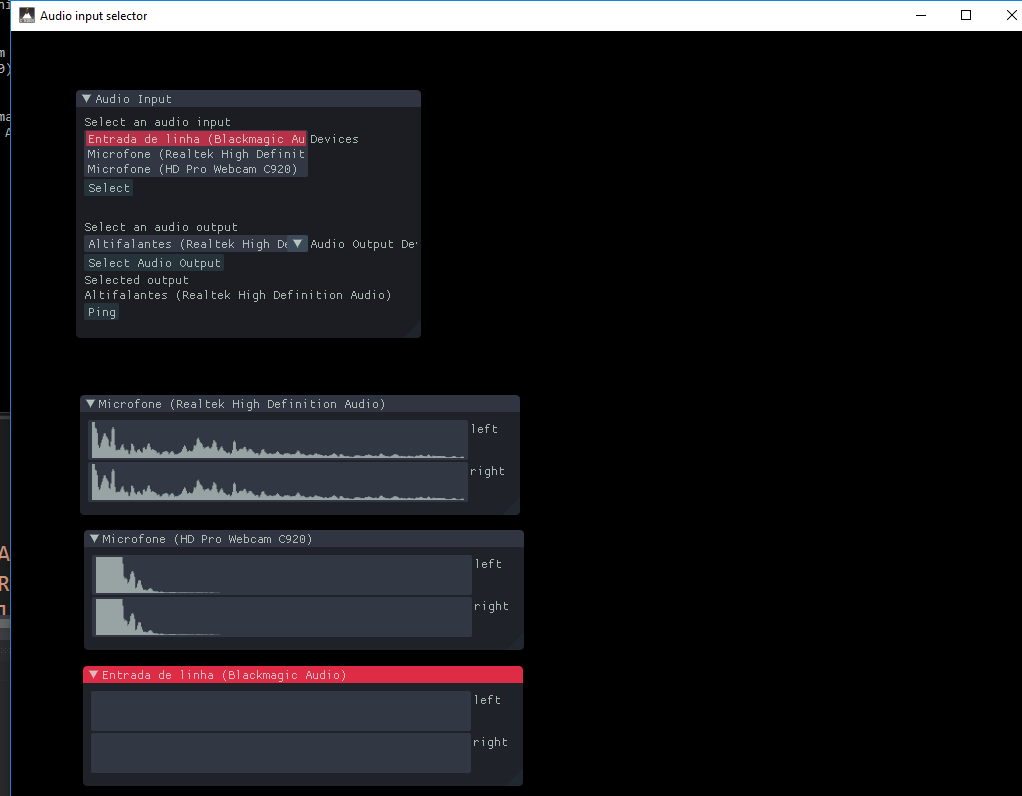 Audio input selector
Audio Input
Select an audio input
Entrada de linha (Blackmagic Au Devices
Microfone (Realtek High Definit
Microfone (HD Pro Webcam C920)
Select
Select an audio output
Altifalantes (Realtek High De Audio Output Dev
Select Audio Output
Selected output
Altifalantes (Realtek High Definition Audio)
Ping
Microfone (Realtek High Definition Audio)
left
right
Microfone (HD Pro Webcam C920)
left
right
Entrada de linha (Blackmagic Audio)
left
right